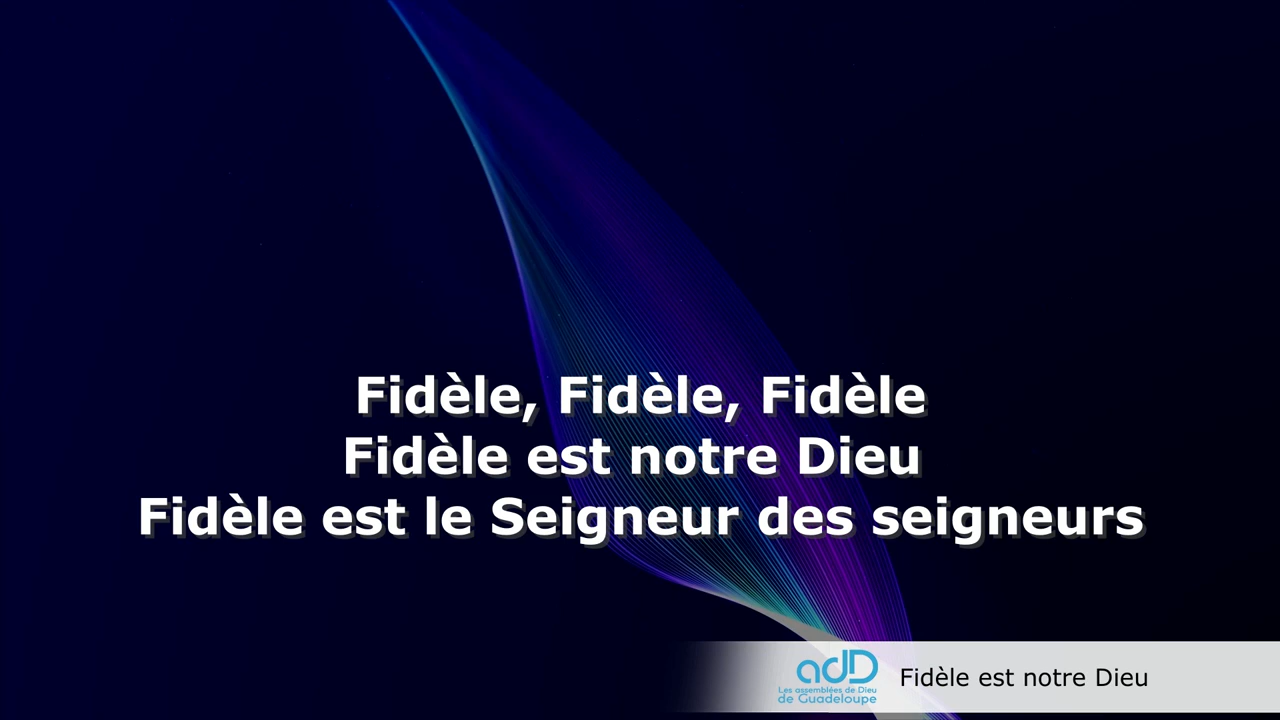 Fidèle, Fidèle, Fidèle
Fidèle est notre Dieu
Fidèle est le Seigneur des seigneurs
adD
Les assemblées de Dieu
de Guadeloupe
Fidèle est notre Dieu